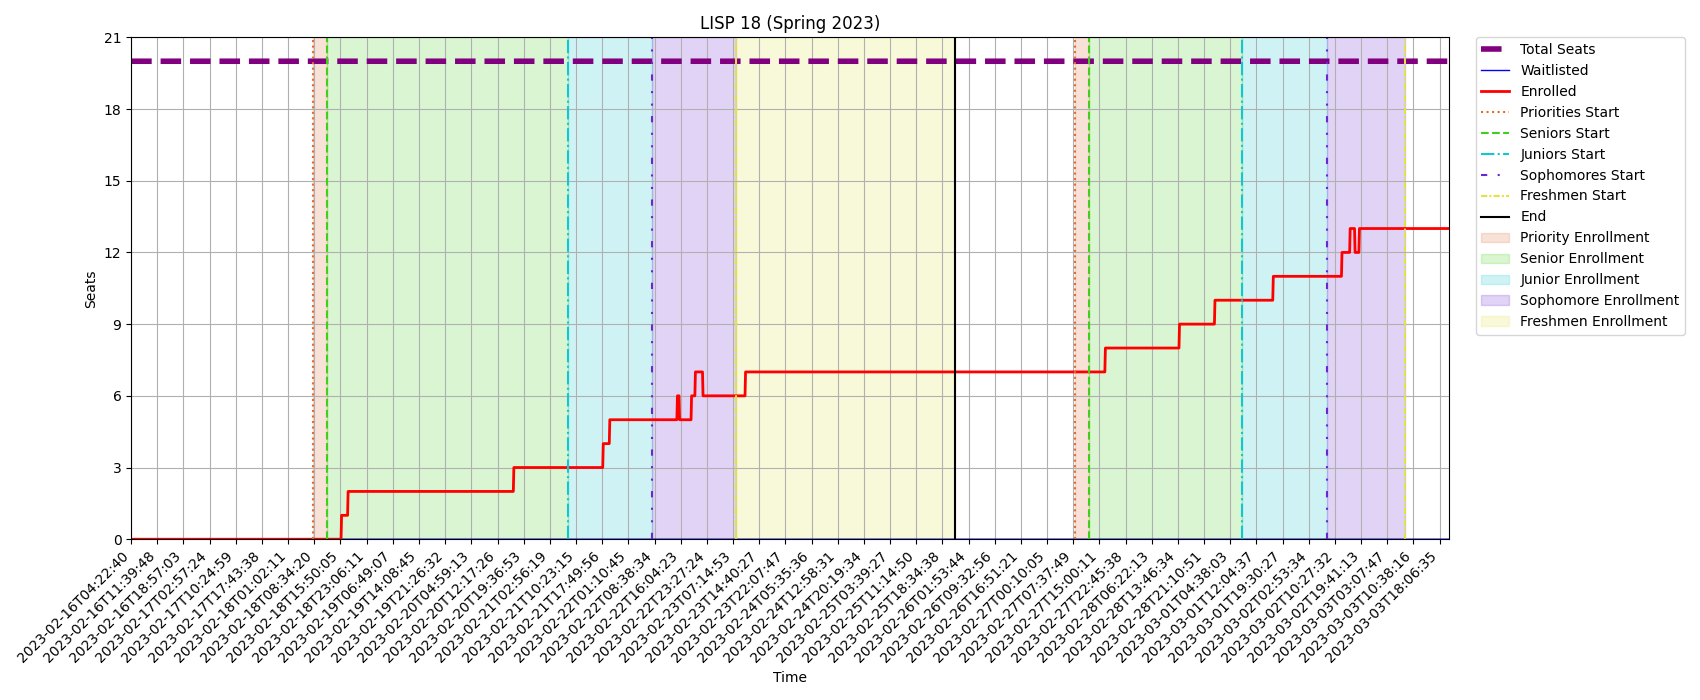 LISP 18 (Spring 2023)
21
18
15
12
9
6
3
0
Seats
2023-02-16T04:22:40
2023-02-16T11:39:48
2023-02-16T18:57:03
2023-02-17T02:57:24
2023-02-17T10:24:59
2023-02-17T17:43:38
2023-02-18T01:02:11
2023-02-18T08:34:20
2023-02-18T15:50:05
2023-02-18T23:06:11
2023-02-19T06:49:07
2023-02-19T14:08:45
2023-02-19T21:26:32
2023-02-20T04:59:13
2023-02-20T12:17:26
2023-02-20T19:36:53
2023-02-21T02:56:19
2023-02-21T10:23:15
2023-02-21T17:49:56
2023-02-22T01:10:45
2023-02-22T08:38:34
2023-02-22T16:04:23
2023-02-22T23:27:24
2023-02-23T07:14:53
2023-02-23T14:40:27
2023-02-23T22:07:47
2023-02-24T05:35:36
2023-02-24T12:58:31
2023-02-24T20:19:34
2023-02-25T03:39:27
2023-02-25T11:14:50
2023-02-25T18:34:38
2023-02-26T01:53:44
2023-02-26T09:32:56
2023-02-26T16:51:21
2023-02-27T00:10:05
2023-02-27T07:37:49
2023-02-27T15:00:11
2023-02-27T22:45:38
2023-02-28T06:22:13
2023-02-28T13:46:34
2023-02-28T21:10:51
2023-03-01T04:38:03
2023-03-01T12:04:37
2023-03-01T19:30:27
2023-03-02T02:53:34
2023-03-02T10:27:32
2023-03-02T19:41:13
2023-03-03T03:07:47
2023-03-03T10:38:16
2023-03-03T18:06:35
Time
Total Seats
Waitlisted
Enrolled
Priorities Start
Seniors Start
Juniors Start
Sophomores Start
Freshmen Start
End
Priority Enrollment
Senior Enrollment
Junior Enrollment
Sophomore Enrollment
Freshmen Enrollment